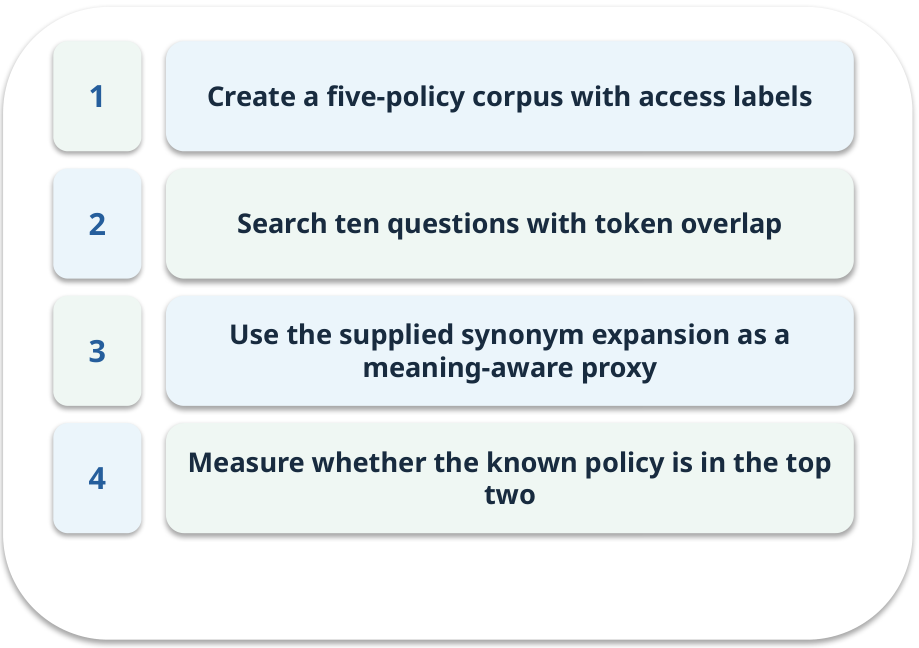 1
Create a five-policy corpus with access labels
2
Search ten questions with token overlap
3
Use the supplied synonym expansion as a
meaning-aware proxy
4
Measure whether the known policy is in the top
two